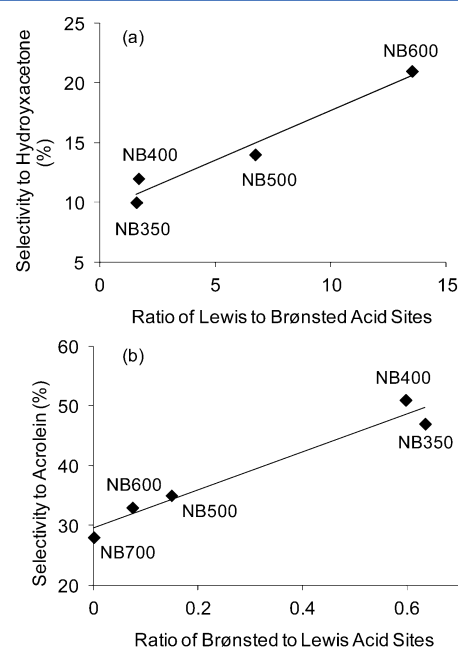 25
(a)
NB600
20
Selectivity to Hydroyxacetone
(%)
15
NB400
NB500
10
NB350
5
0 5 10 15
Ratio of Lewis to Brønsted Acid Sites
60
(b)
NB400
50
NB350
Selectivity to Acrolein (%)
40
NB600
NB500
30
NB700
20
0 0.2 0.4 0.6
Ratio of Brønsted to Lewis Acid Sites